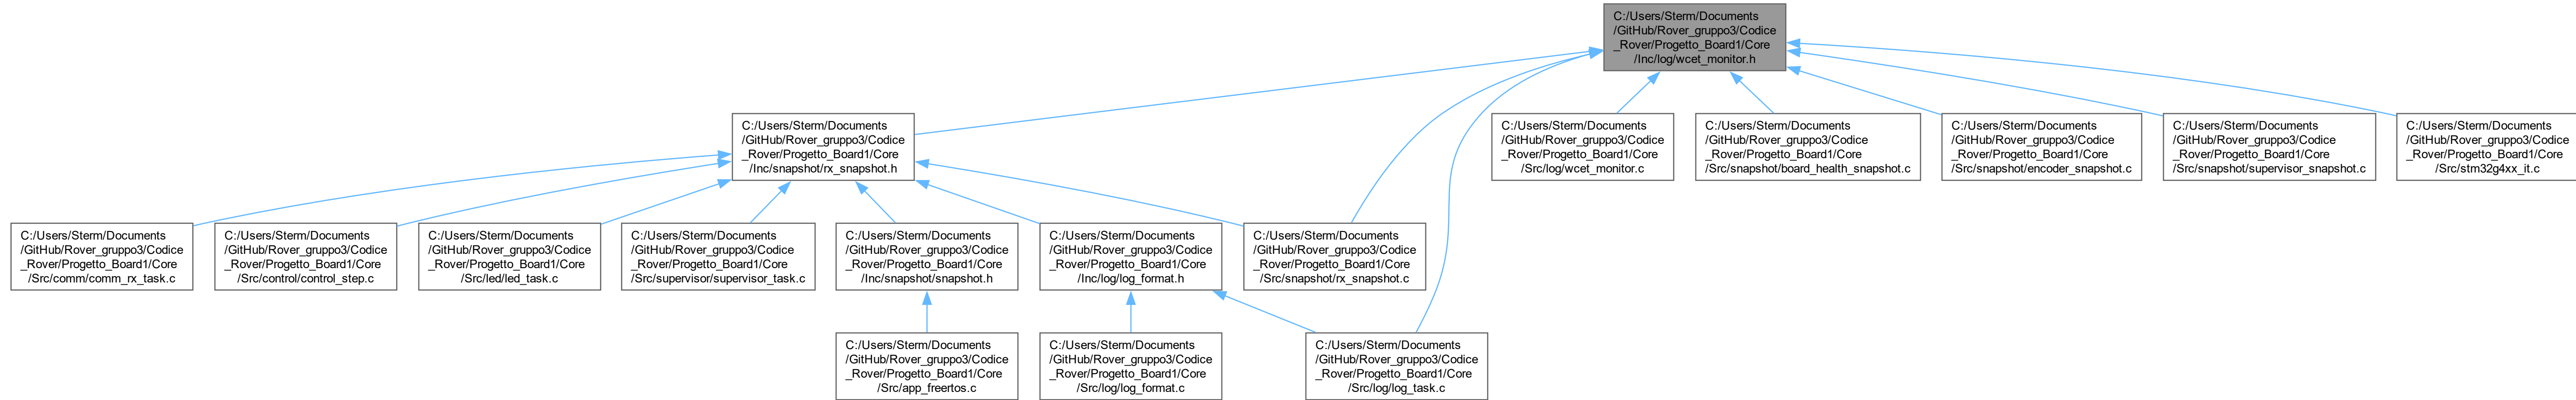 C:/Users/Sterm/Documents
/GitHub/Rover_gruppo3/Codice
_Rover/Progetto_Board1/Core
/Inc/log/wcet_monitor.h
C:/Users/Sterm/Documents
/GitHub/Rover_gruppo3/Codice
_Rover/Progetto_Board1/Core
/Inc/snapshot/rx_snapshot.h
C:/Users/Sterm/Documents
/GitHub/Rover_gruppo3/Codice
_Rover/Progetto_Board1/Core
/Src/log/wcet_monitor.c
C:/Users/Sterm/Documents
/GitHub/Rover_gruppo3/Codice
_Rover/Progetto_Board1/Core
/Src/snapshot/board_health_snapshot.c
C:/Users/Sterm/Documents
/GitHub/Rover_gruppo3/Codice
_Rover/Progetto_Board1/Core
/Src/snapshot/encoder_snapshot.c
C:/Users/Sterm/Documents
/GitHub/Rover_gruppo3/Codice
_Rover/Progetto_Board1/Core
/Src/snapshot/supervisor_snapshot.c
C:/Users/Sterm/Documents
/GitHub/Rover_gruppo3/Codice
_Rover/Progetto_Board1/Core
/Src/stm32g4xx_it.c
C:/Users/Sterm/Documents
/GitHub/Rover_gruppo3/Codice
_Rover/Progetto_Board1/Core
/Src/comm/comm_rx_task.c
C:/Users/Sterm/Documents
/GitHub/Rover_gruppo3/Codice
_Rover/Progetto_Board1/Core
/Src/control/control_step.c
C:/Users/Sterm/Documents
/GitHub/Rover_gruppo3/Codice
_Rover/Progetto_Board1/Core
/Src/led/led_task.c
C:/Users/Sterm/Documents
/GitHub/Rover_gruppo3/Codice
_Rover/Progetto_Board1/Core
/Src/supervisor/supervisor_task.c
C:/Users/Sterm/Documents
/GitHub/Rover_gruppo3/Codice
_Rover/Progetto_Board1/Core
/Inc/snapshot/snapshot.h
C:/Users/Sterm/Documents
/GitHub/Rover_gruppo3/Codice
_Rover/Progetto_Board1/Core
/Inc/log/log_format.h
C:/Users/Sterm/Documents
/GitHub/Rover_gruppo3/Codice
_Rover/Progetto_Board1/Core
/Src/snapshot/rx_snapshot.c
C:/Users/Sterm/Documents
/GitHub/Rover_gruppo3/Codice
_Rover/Progetto_Board1/Core
/Src/app_freertos.c
C:/Users/Sterm/Documents
/GitHub/Rover_gruppo3/Codice
_Rover/Progetto_Board1/Core
/Src/log/log_format.c
C:/Users/Sterm/Documents
/GitHub/Rover_gruppo3/Codice
_Rover/Progetto_Board1/Core
/Src/log/log_task.c